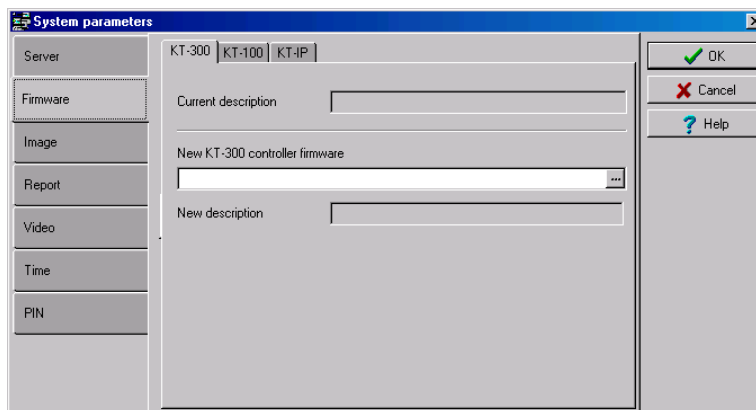 System parameters
Server
Firmware
Image
Report
Video
Time
PIN
KT-300 KT-100 KT-IP
Current description
New KT-300 controller firmware
...
New description
OK
Cancel
? Help